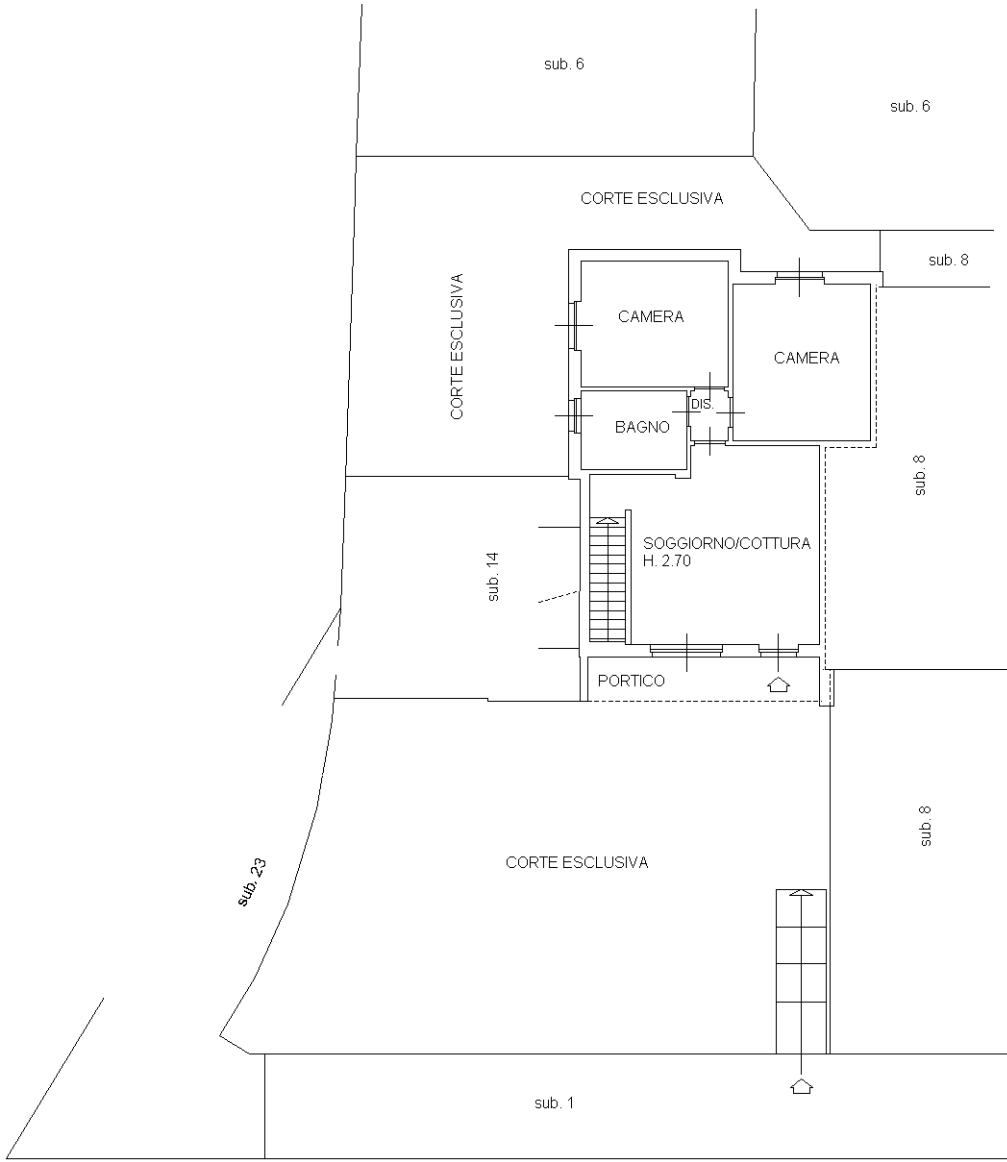 sub. 6
sub. 6
CORTE ESCLUSIVA
sub. 8
CORTE ESCLUSIVA
CAMERA
CAMERA
DIS.
BAGNO
sub. 8
SOGGIORNO/COTTURA
H. 2.70
sub. 14
PORTICO
sub. 8
CORTE ESCLUSIVA
sub. 23
sub. 1